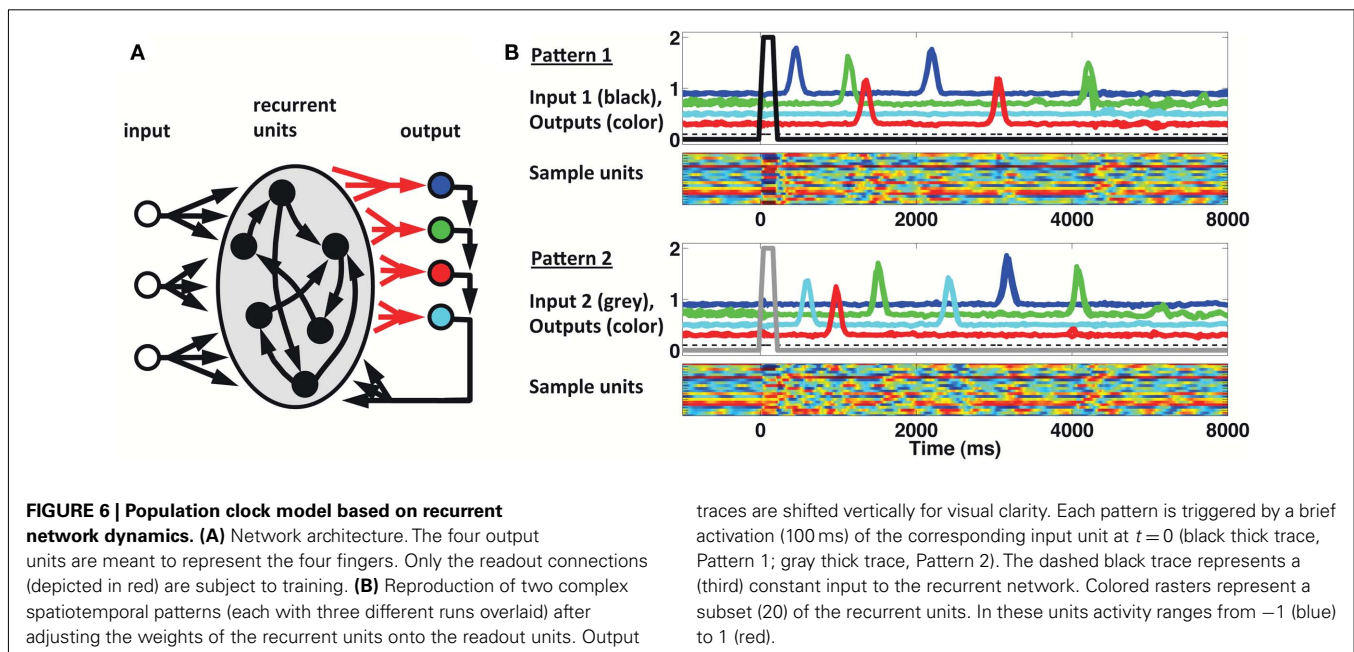 A
input
recurrent
units
output
B
Pattern 1
Input 1 (black),
Outputs (color)
Sample units
2
1
0
0
2000
4000
6000
8000
Pattern 2
Input 2 (grey),
Outputs (color)
Sample units
2
1
0
0
2000
4000
6000
8000
Time (ms)
FIGURE 6 | Population clock model based on recurrent
network dynamics. (A) Network architecture. The four output
units are meant to represent the four fingers. Only the readout connections
(depicted in red) are subject to training. (B) Reproduction of two complex
spatiotemporal patterns (each with three different runs overlaid) after
adjusting the weights of the recurrent units onto the readout units. Output
traces are shifted vertically for visual clarity. Each pattern is triggered by a brief
activation (100 ms) of the corresponding input unit at t = 0 (black thick trace,
Pattern 1; gray thick trace, Pattern 2). The dashed black trace represents a
(third) constant input to the recurrent network. Colored rasters represent a
subset (20) of the recurrent units. In these units activity ranges from −1 (blue)
to 1 (red).